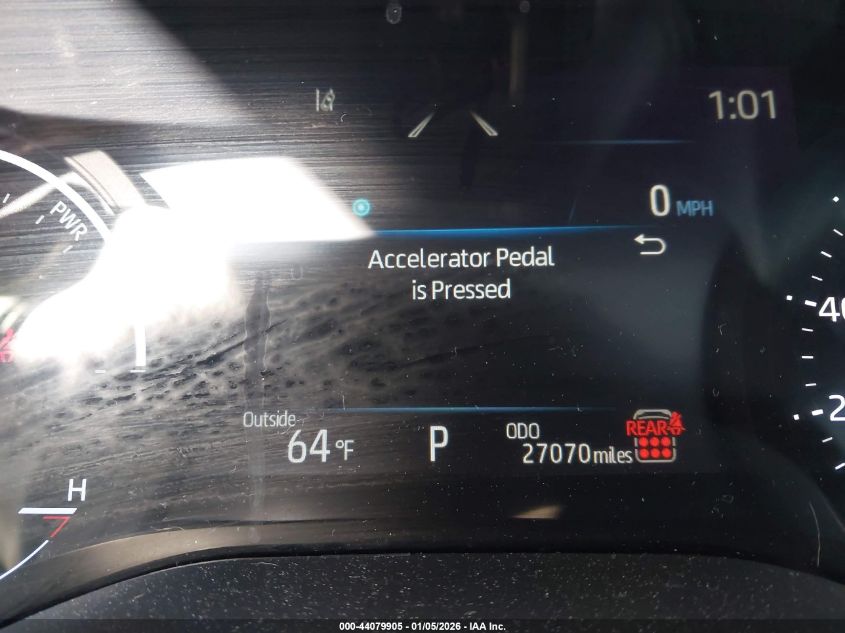 1:01
PWR
0 MPH
Accelerator Pedal
is Pressed
40
Outside
64 °F
P
ODO
27070 miles
REAR
2
H
000-44079905 - 01/05/2026 - IAA Inc.